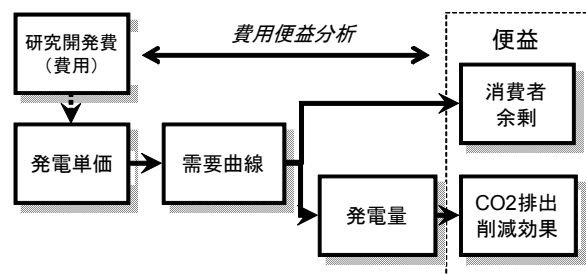 研究開発費
（費用）
費用便益分析
便益
消費者
余剰
発電単価
需要曲線
発電量
CO2排出
削減効果